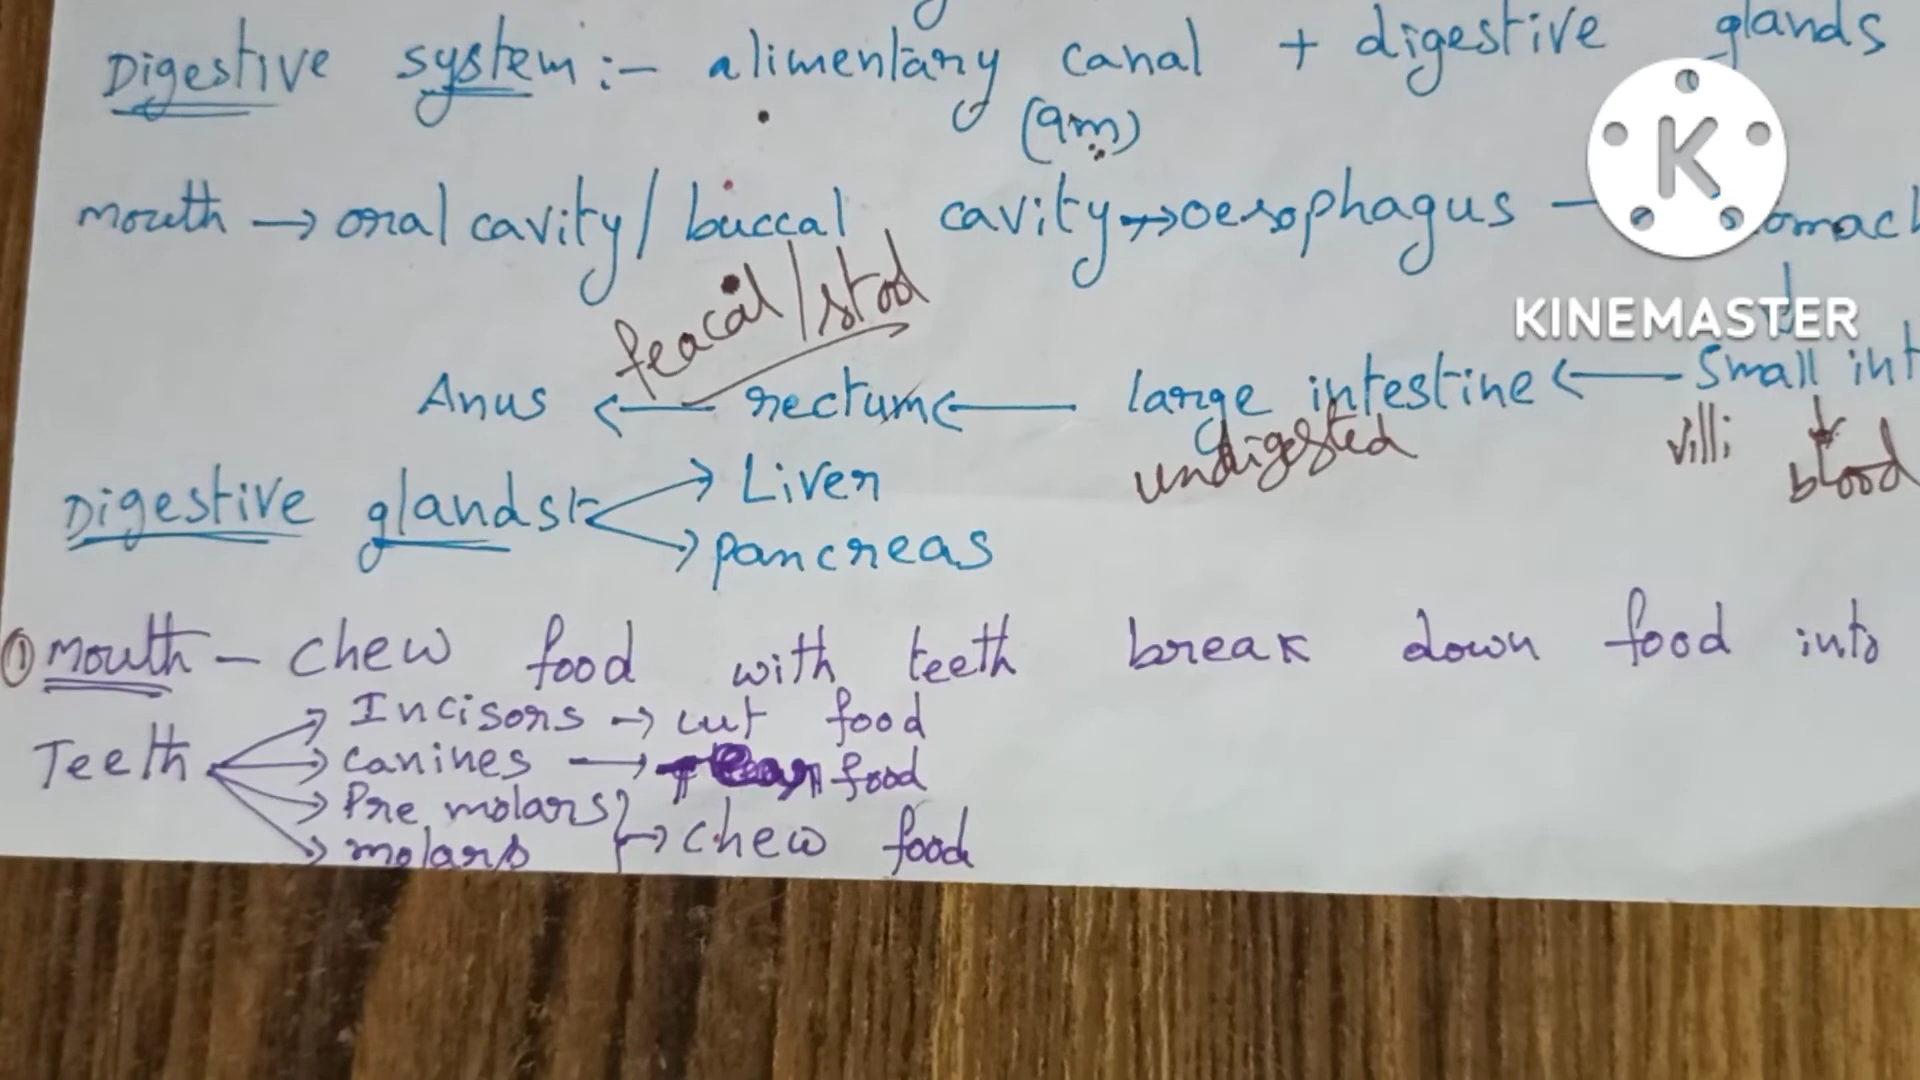 Digestive system :- alimentary canal + digestive glands
(9m)
mouth → oral cavity / buccal cavity → oesophagus → stomach
feacal / stool
Anus ← rectum ← large intestine ← Small int
undigested villi blood
Digestive glands :- Liver
pancreas
① Mouth - chew food with teeth break down food into
Teeth → Incisors → cut food
→ canines → Tear food
→ Pre molars
→ molars } → chew food
KINEMASTER